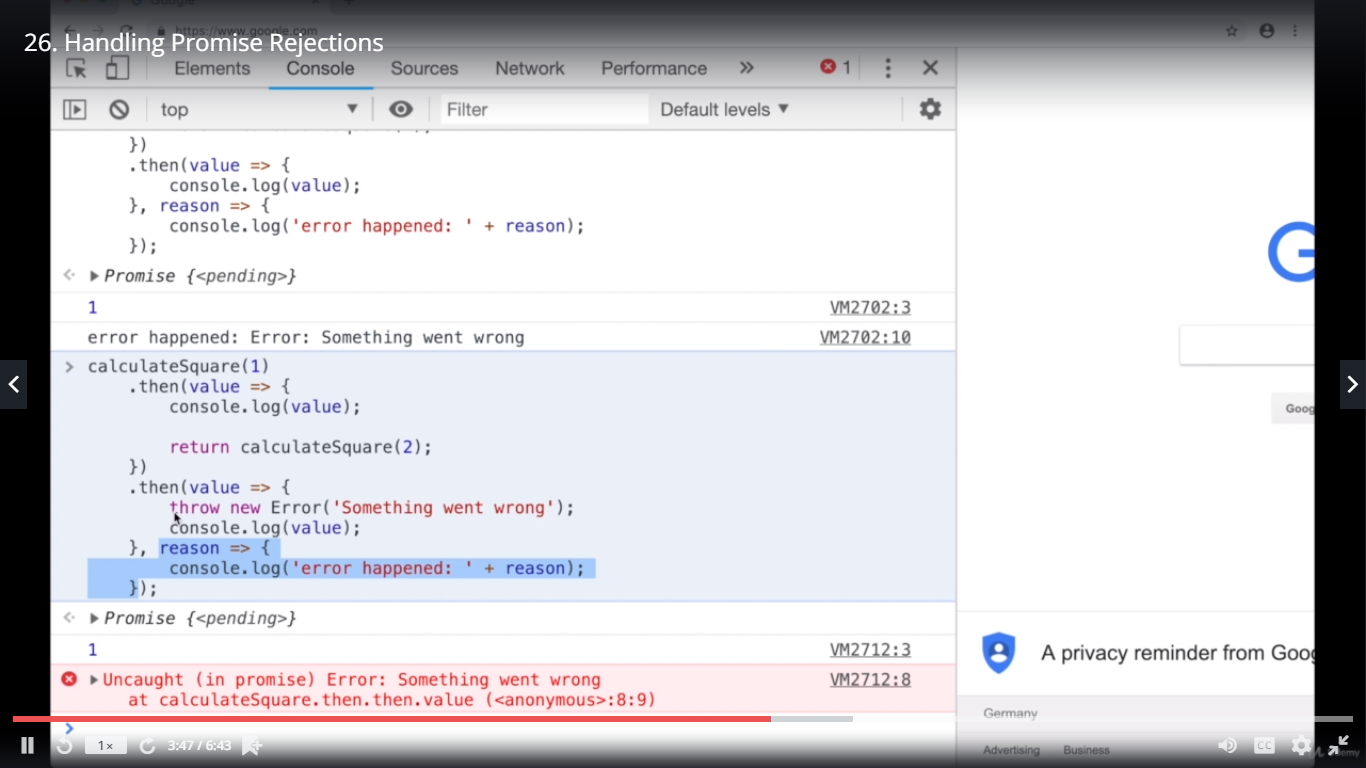 Google
https://www.google.com
26. Handling Promise Rejections
Elements Console Sources Network Performance » 1
top Filter Default levels
})
.then(value => {
console.log(value);
}, reason => {
console.log('error happened: ' + reason);
});
Promise {<pending>}
1 VM2702:3
error happened: Error: Something went wrong VM2702:10
> calculateSquare(1)
.then(value => {
console.log(value);
return calculateSquare(2);
})
.then(value => {
throw new Error('Something went wrong');
console.log(value);
}, reason => {
console.log('error happened: ' + reason);
});
Promise {<pending>}
1 VM2712:3
Uncaught (in promise) Error: Something went wrong VM2712:8
at calculateSquare.then.then.value (<anonymous>:8:9)
>
G
Goog
A privacy reminder from Goog
Germany
Advertising Business
1× 3:47 / 6:43 CC